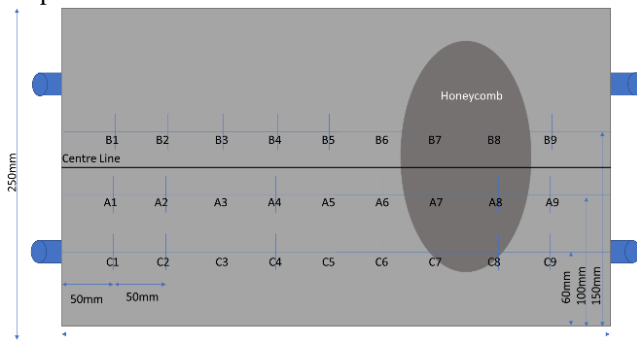 Honeycomb
B1 B2 B3 B4 B5 B6 B7 B8 B9
Centre Line
250mm
A1 A2 A3 A4 A5 A6 A7 A8 A9
C1 C2 C3 C4 C5 C6 C7 C8 C9
50mm
50mm
60mm
100mm
150mm